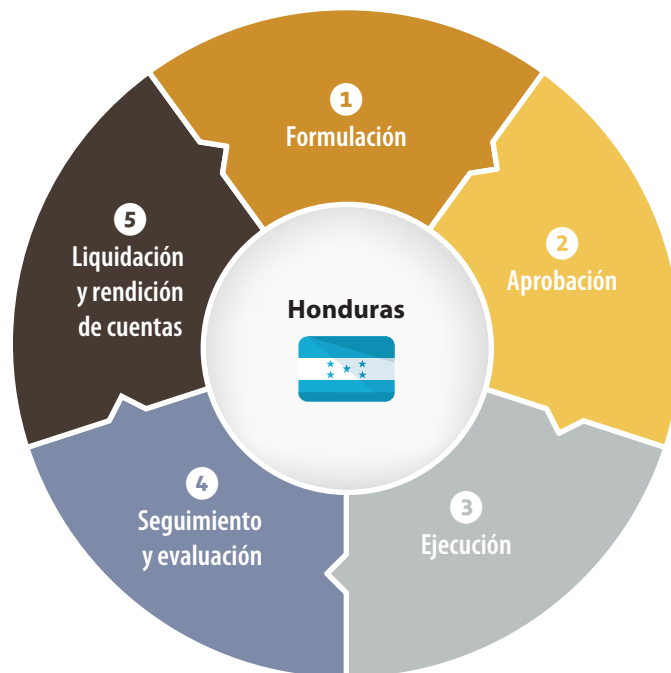 1
Formulación
2
Aprobación
3
Ejecución
4
Seguimiento
y evaluación
5
Liquidación
y rendición
de cuentas
Honduras